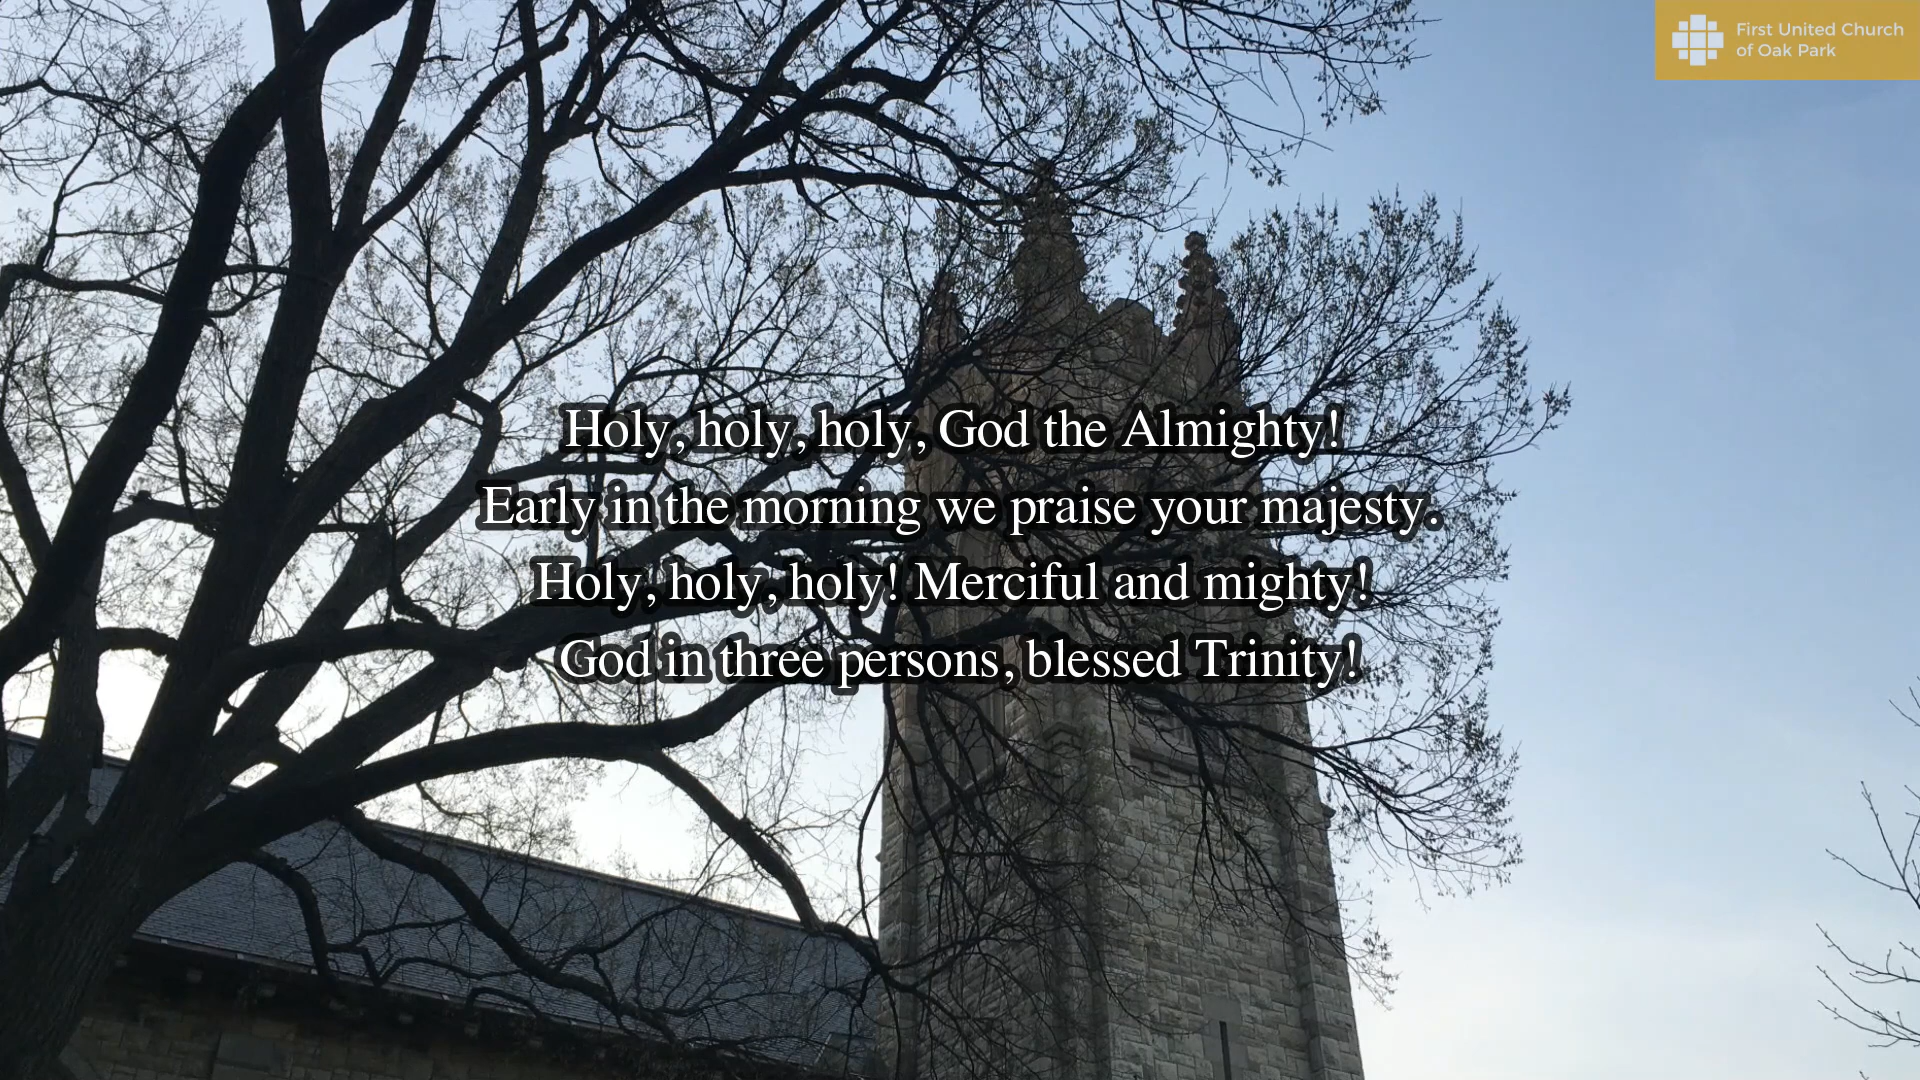 First United Church
of Oak Park
Holy, holy, holy, God the Almighty!
Early in the morning we praise your majesty.
Holy, holy, holy! Merciful and mighty!
God in three persons, blessed Trinity!